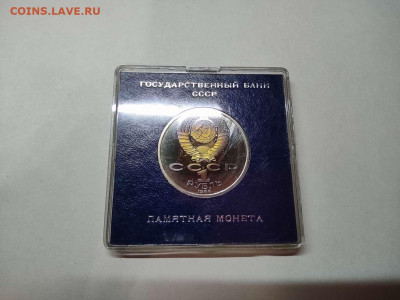 COINS.LAVE.RU
ГОСУДАРСТВЕННЫЙ БАНК
СССР
СССР
1
РУБЛЬ
ПАМЯТНАЯ МОНЕТА